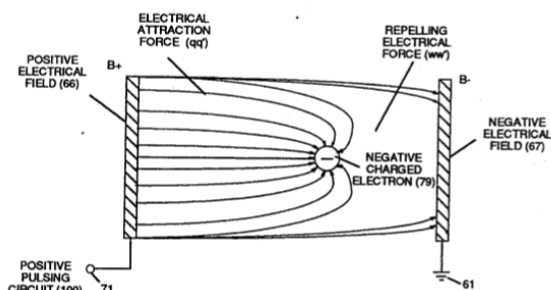 ELECTRICAL
ATTRACTION
FORCE (qq')
POSITIVE
ELECTRICAL
FIELD (66)
B+
REPELLING
ELECTRICAL
FORCE (ww')
B-
NEGATIVE
ELECTRICAL
FIELD (67)
NEGATIVE
CHARGED
ELECTRON (79)
POSITIVE
PULSING
CIRCUIT (100)
71
61